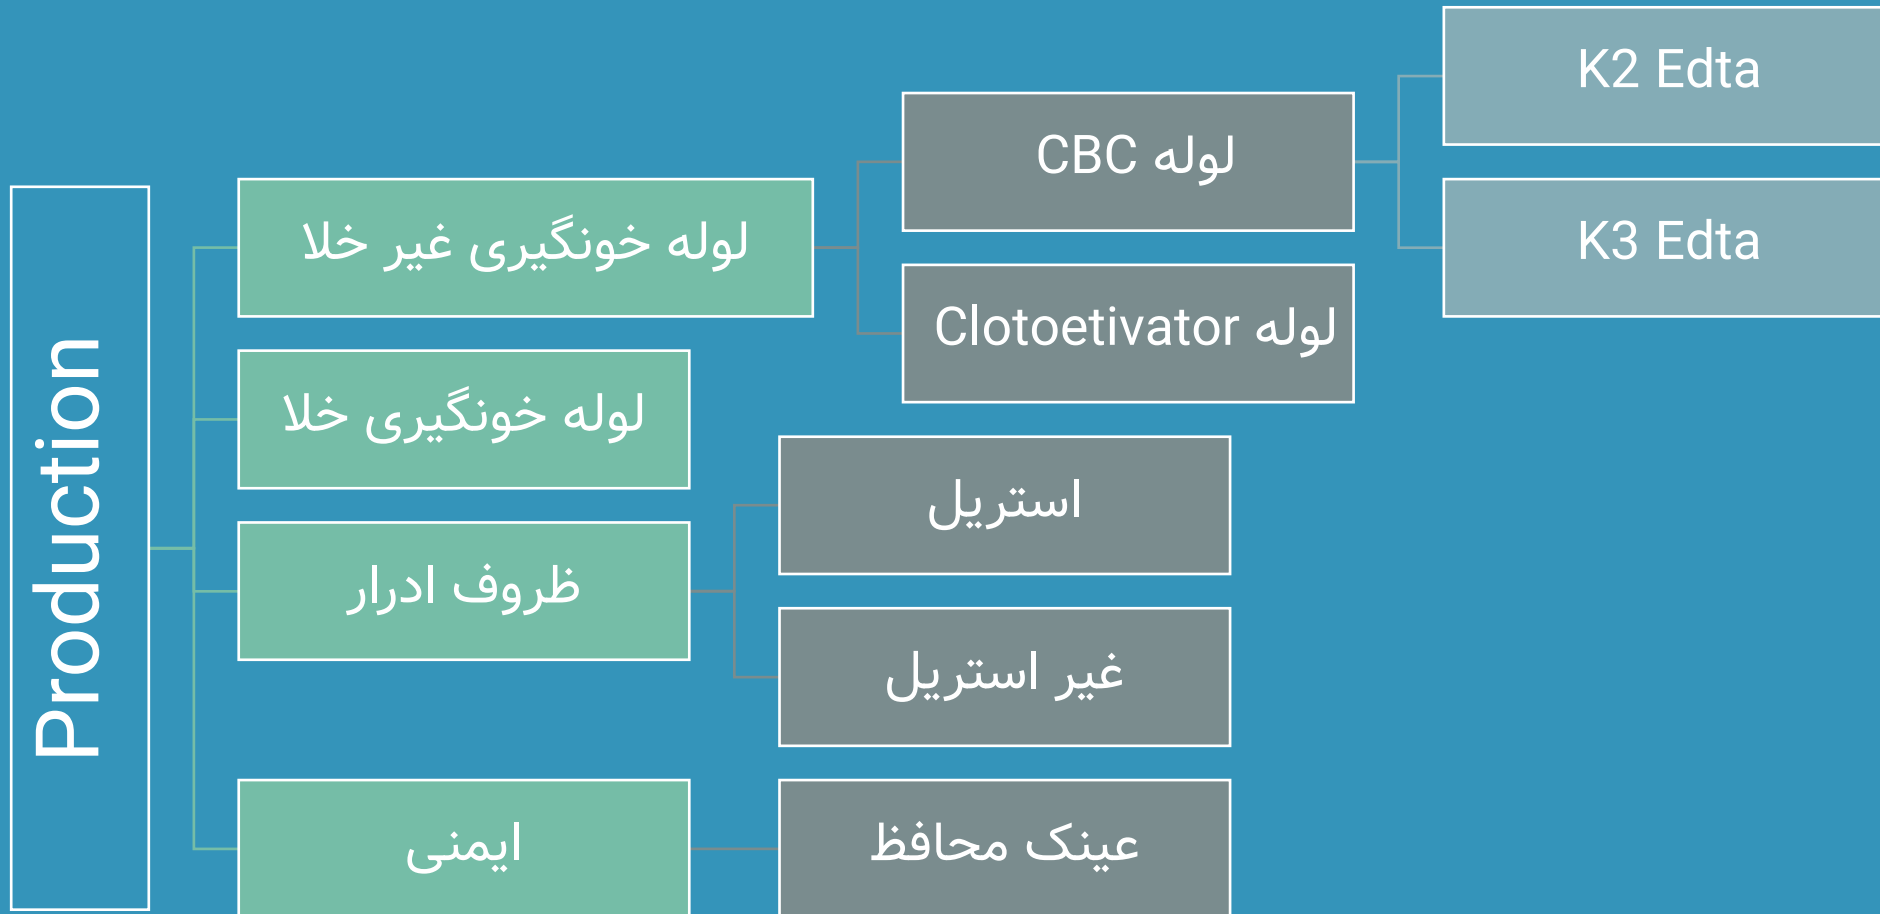 Production
لوله خونگیری غیر خلا
لوله CBC
K2 Edta
K3 Edta
لوله Clotoetivator
لوله خونگیری خلا
ظروف ادرار
استریل
غیر استریل
ایمنی
عینک محافظ